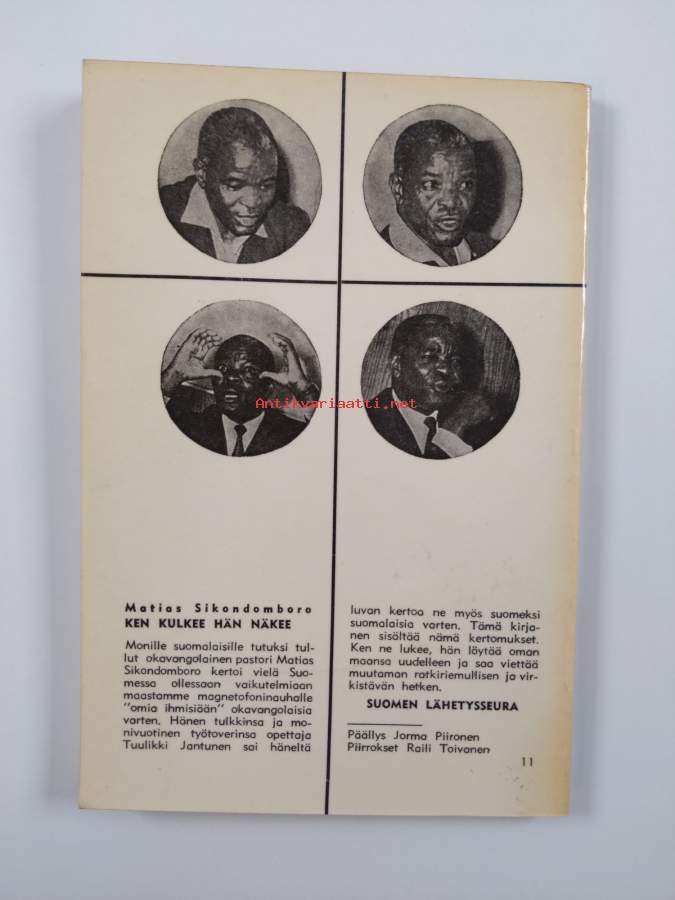 Antikvariaatti.net
Matias Sikondomboro
KEN KULKEE HÄN NÄKEE
Monille suomalaisille tutuksi tul-
lut okavangolainen pastori Matias
Sikondomboro kertoi vielä Suo-
messa ollessaan vaikutelmiaan
maastamme magnetofoninauhalle
"omia ihmisiään" okavangolaisia
varten. Hänen tulkkinsa ja mo-
nivuotinen työtoverinsa opettaja
Tuulikki Jantunen sai häneltä
luvan kertoa ne myös suomeksi
suomalaisia varten. Tämä kirja-
nen sisältää nämä kertomukset.
Ken ne lukee, hän löytää oman
maansa uudelleen ja saa viettää
muutaman ratkiriemullisen ja vir-
kistävän hetken.
SUOMEN LÄHETYSSEURA
Päällys Jorma Piironen
Piirrokset Raili Toivanen
11